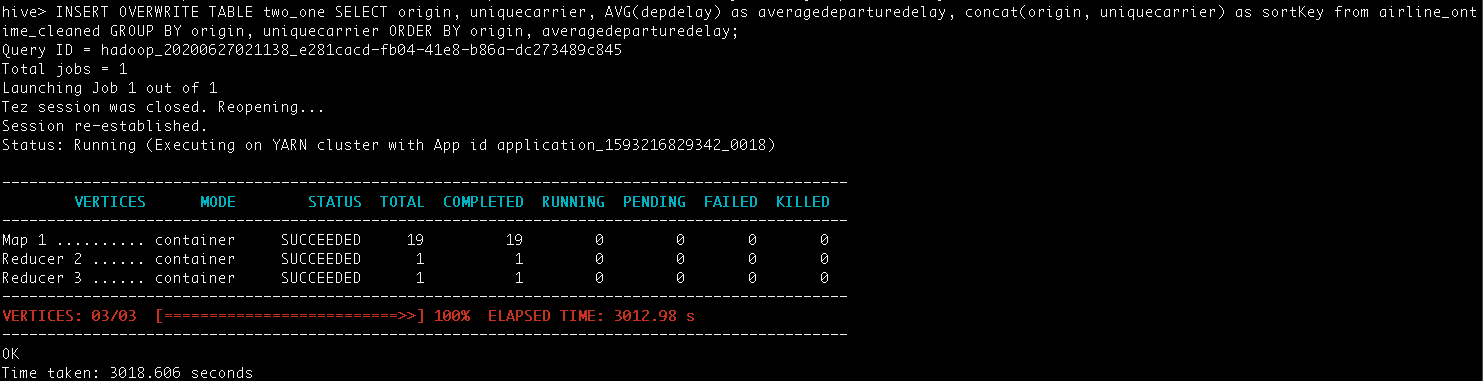 hive> INSERT OVERWRITE TABLE two_one SELECT origin, uniquecarrier, AVG(depdelay) as averagedeparturedelay, concat(origin, uniquecarrier) as sortKey from airline_ont
ime_cleaned GROUP BY origin, uniquecarrier ORDER BY origin, averagedeparturedelay;
Query ID = hadoop_20200627021138_e281cacd-fb04-41e8-b86a-dc273489c845
Total jobs = 1
Launching Job 1 out of 1
Tez session was closed. Reopening...
Session re-established.
Status: Running (Executing on YARN cluster with App id application_1593216829342_0018)
----------------------------------------------------------------------------------------------
VERTICES MODE STATUS TOTAL COMPLETED RUNNING PENDING FAILED KILLED
----------------------------------------------------------------------------------------------
Map 1 .......... container SUCCEEDED 19 19 0 0 0 0
Reducer 2 ...... container SUCCEEDED 1 1 0 0 0 0
Reducer 3 ...... container SUCCEEDED 1 1 0 0 0 0
----------------------------------------------------------------------------------------------
VERTICES: 03/03 [==========================>>] 100% ELAPSED TIME: 3012.98 s
----------------------------------------------------------------------------------------------
OK
Time taken: 3018.606 seconds